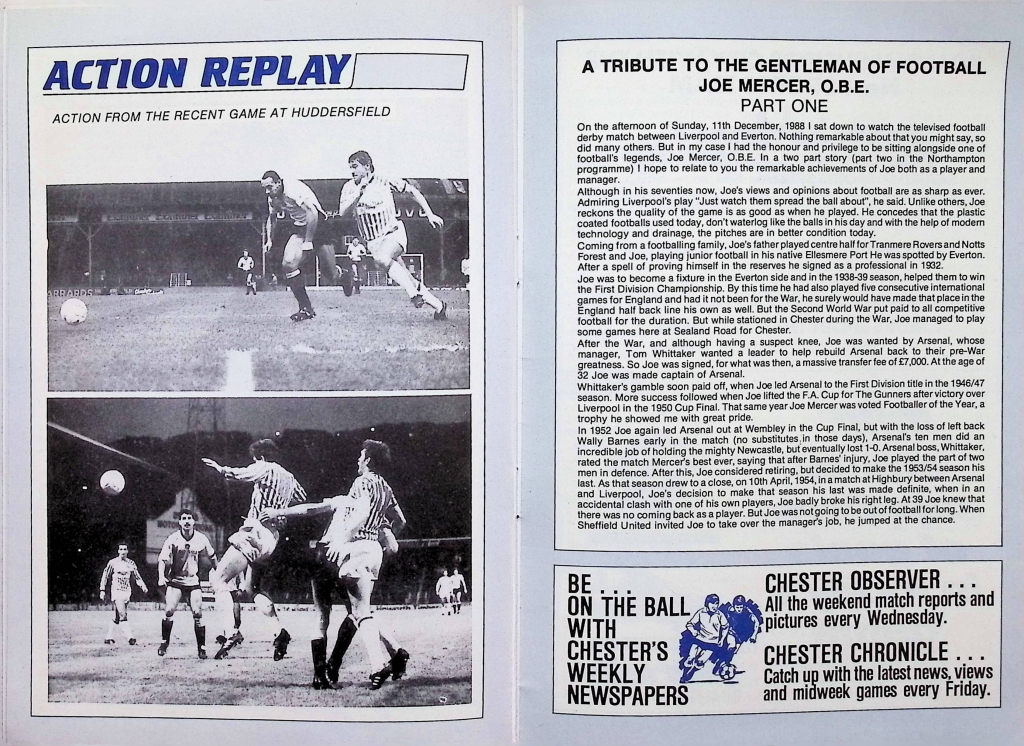 ACTION REPLAY
ACTION FROM THE RECENT GAME AT HUDDERSFIELD
A TRIBUTE TO THE GENTLEMAN OF FOOTBALL
JOE MERCER, O.B.E.
PART ONE
On the afternoon of Sunday, 11th December, 1988 I sat down to watch the televised football
derby match between Liverpool and Everton. Nothing remarkable about that you might say, so
did many others. But in my case I had the honour and privilege to be sitting alongside one of
football's legends, Joe Mercer, O.B.E. In a two part story (part two in the Northampton
programme) I hope to relate to you the remarkable achievements of Joe both as a player and
manager.
Although in his seventies now, Joe's views and opinions about football are as sharp as ever.
Admiring Liverpool's play "Just watch them spread the ball about", he said. Unlike others, Joe
reckons the quality of the game is as good as when he played. He concedes that the plastic
coated footballs used today, don't waterlog like the balls in his day and with the help of modern
technology and drainage, the pitches are in better condition today.
Coming from a footballing family, Joe's father played centre half for Tranmere Rovers and Notts
Forest and Joe, playing junior football in his native Ellesmere Port He was spotted by Everton.
After a spell of proving himself in the reserves he signed as a professional in 1932.
Joe was to become a fixture in the Everton side and in the 1938-39 season, helped them to win
the First Division Championship. By this time he had also played five consecutive international
games for England and had it not been for the War, he surely would have made that place in the
England half back line his own as well. But the Second World War put paid to all competitive
football for the duration. But while stationed in Chester during the War, Joe managed to play
some games here at Sealand Road for Chester.
After the War, and although having a suspect knee, Joe was wanted by Arsenal, whose
manager, Tom Whittaker wanted a leader to help rebuild Arsenal back to their pre-War
greatness. So Joe was signed, for what was then, a massive transfer fee of £7,000. At the age of
32 Joe was made captain of Arsenal.
Whittaker's gamble soon paid off, when Joe led Arsenal to the First Division title in the 1946/47
season. More success followed when Joe lifted the F.A. Cup for The Gunners after victory over
Liverpool in the 1950 Cup Final. That same year Joe Mercer was voted Footballer of the Year, a
trophy he showed me with great pride.
In 1952 Joe again led Arsenal out at Wembley in the Cup Final, but with the loss of left back
Wally Barnes early in the match (no substitutes in those days), Arsenal's ten men did an
incredible job of holding the mighty Newcastle, but eventually lost 1-0. Arsenal boss, Whittaker,
rated the match Mercer's best ever, saying that after Barnes' injury, Joe played the part of two
men in defence. After this, Joe considered retiring, but decided to make the 1953/54 season his
last. As that season drew to a close, on 10th April, 1954, in a match at Highbury between Arsenal
and Liverpool, Joe's decision to make that season his last was made definite, when in an
accidental clash with one of his own players, Joe badly broke his right leg. At 39 Joe knew that
there was no coming back as a player. But Joe was not going to be out of football for long. When
Sheffield United invited Joe to take over the manager's job, he jumped at the chance.
BE ...
ON THE BALL
WITH
CHESTER'S
WEEKLY
NEWSPAPERS
CHESTER OBSERVER ...
All the weekend match reports and
pictures every Wednesday.
CHESTER CHRONICLE ...
Catch up with the latest news, views
and midweek games every Friday.